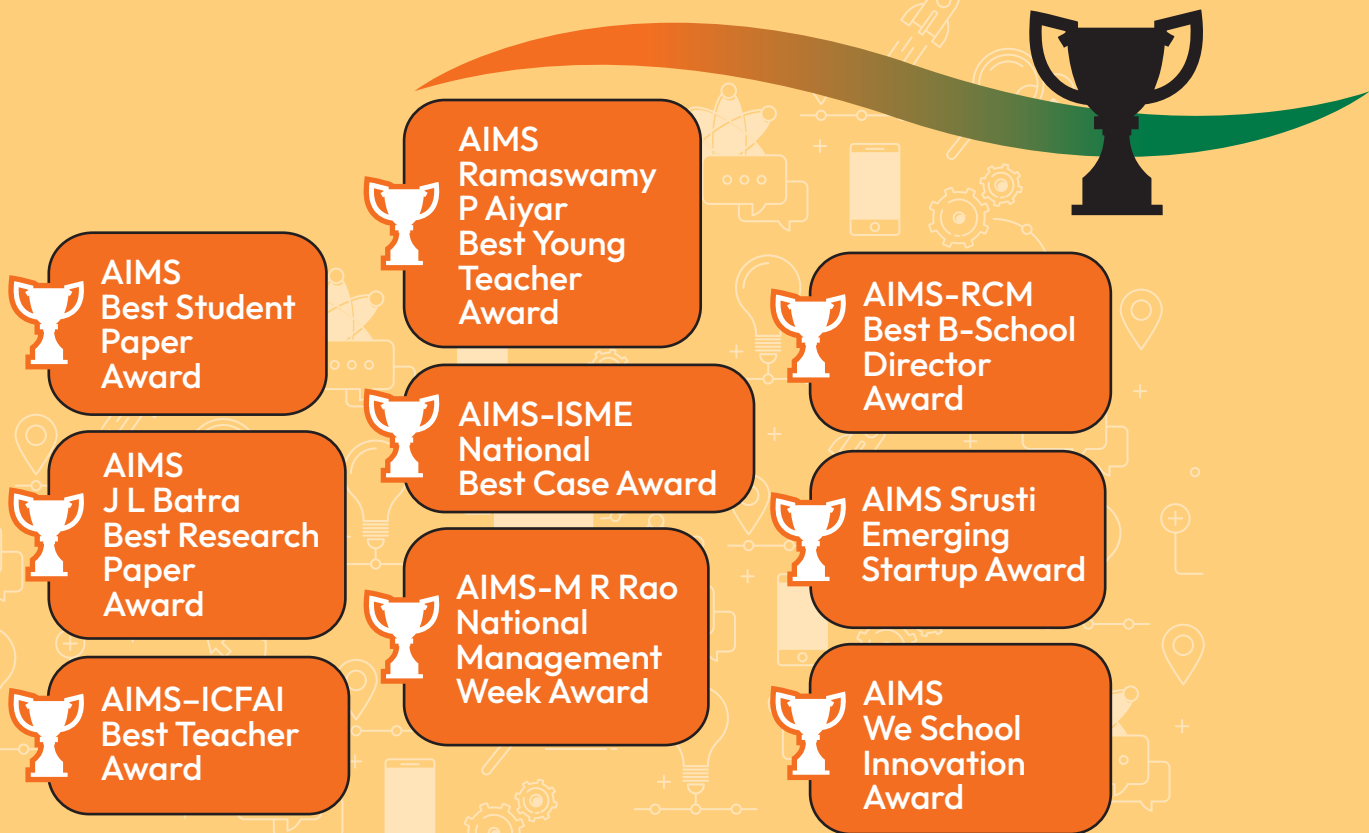 AIMS
Best Student
Paper
Award
AIMS
J L Batra
Best Research
Paper
Award
AIMS-ICFAI
Best Teacher
Award
AIMS
Ramaswamy
P Aiyar
Best Young
Teacher
Award
AIMS-ISME
National
Best Case Award
AIMS-M R Rao
National
Management
Week Award
AIMS-RCM
Best B-School
Director
Award
AIMS Srusti
Emerging
Startup Award
AIMS
We School
Innovation
Award